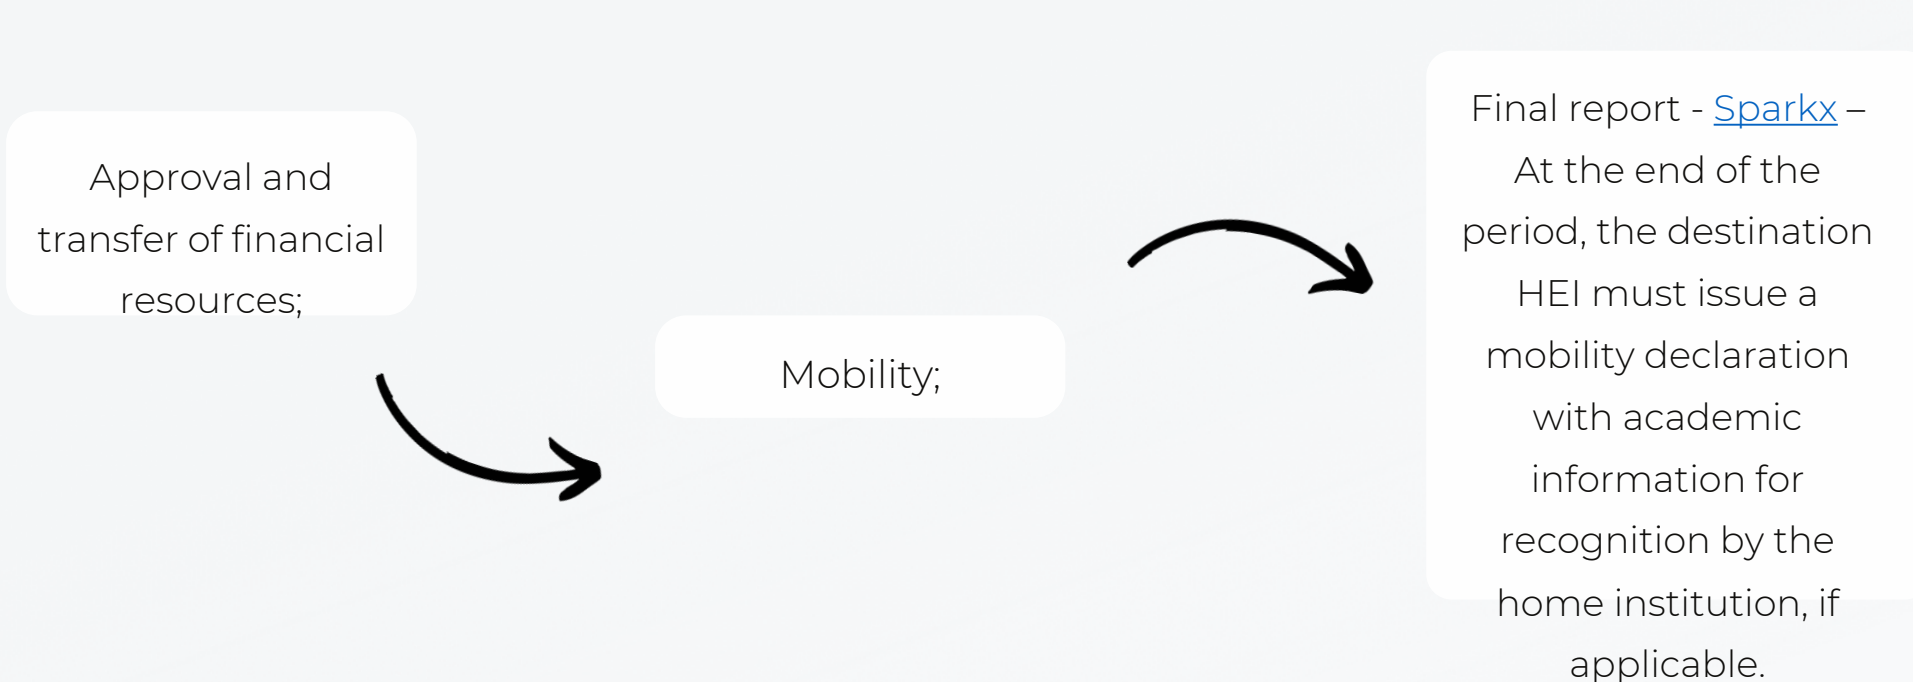 Approval and
transfer of financial
resources;
Mobility;
Final report - Sparkx –
At the end of the
period, the destination
HEI must issue a
mobility declaration
with academic
information for
recognition by the
home institution, if
applicable.